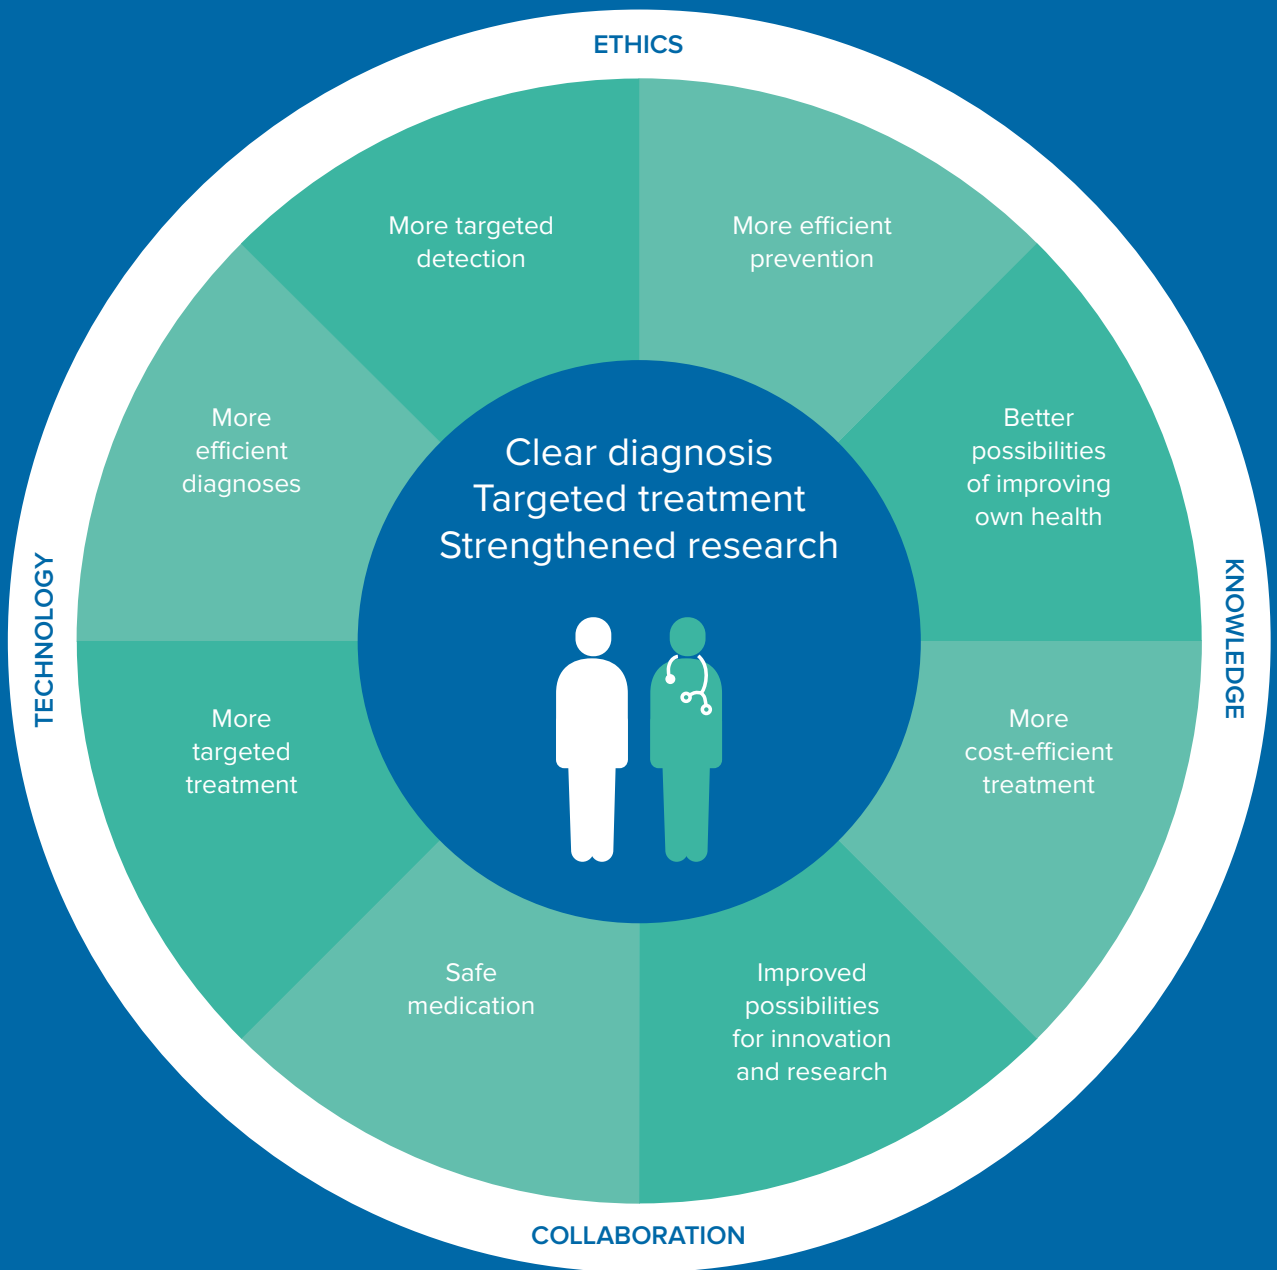 ETHICS
More targeted
detection
More efficient
prevention
Better
possibilities
of improving
own health
More
cost-efficient
treatment
Improved
possibilities
for innovation
and research
Safe
medication
More
targeted
treatment
More
efficient
diagnoses
Clear diagnosis
Targeted treatment
Strengthened research
TECHNOLOGY
KNOWLEDGE
COLLABORATION